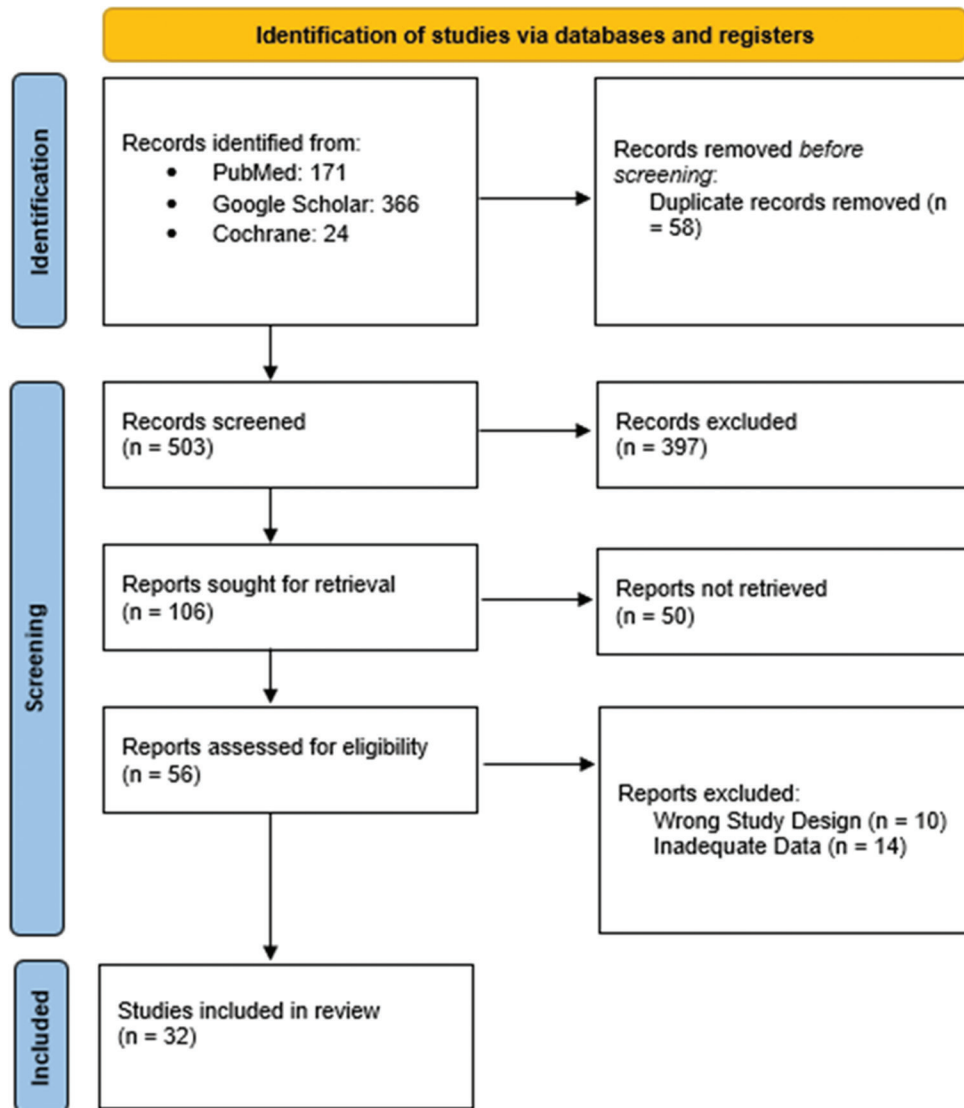 Identification of studies via databases and registers
Identification
Records identified from:
• PubMed: 171
• Google Scholar: 366
• Cochrane: 24
Records removed before
screening:
Duplicate records removed (n
= 58)
Screening
Records screened
(n = 503)
Records excluded
(n = 397)
Reports sought for retrieval
(n = 106)
Reports not retrieved
(n = 50)
Reports assessed for eligibility
(n = 56)
Reports excluded:
Wrong Study Design (n = 10)
Inadequate Data (n = 14)
Included
Studies included in review
(n = 32)